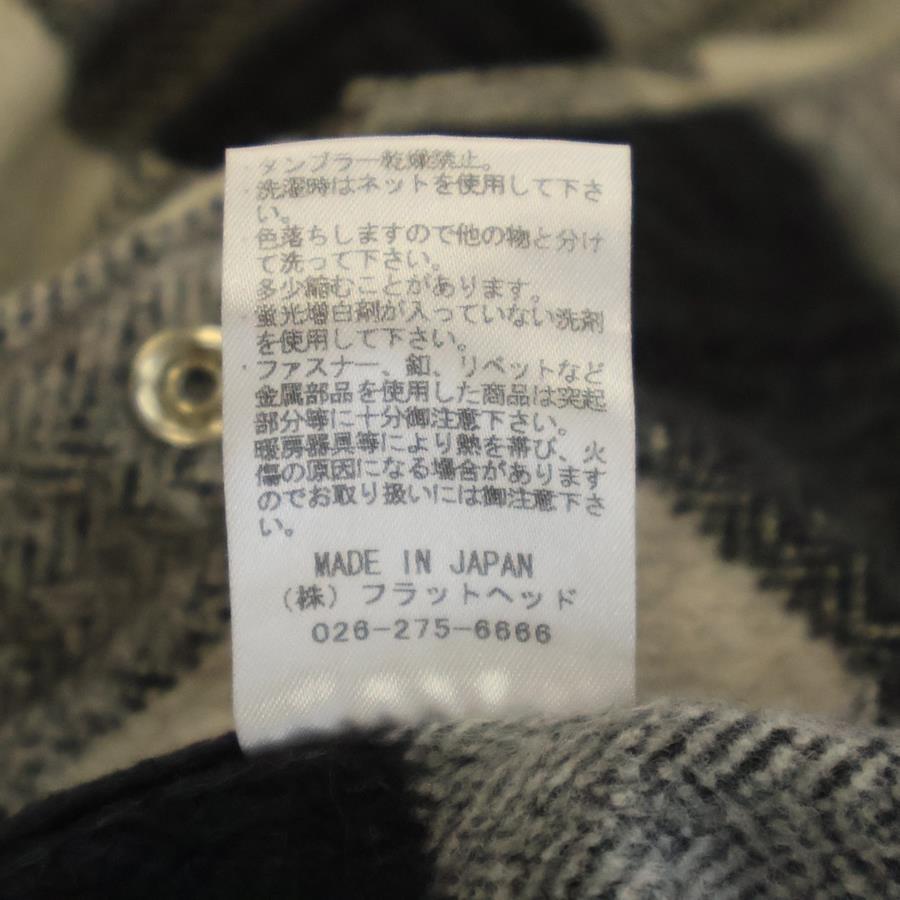 ・タンブラー乾燥禁止。
・洗濯時はネットを使用して下さ
い。
・色落ちしますので他の物と分け
て洗って下さい。
・多少縮むことがあります。
・蛍光増白剤が入っていない洗剤
を使用して下さい。
・ファスナー、釦、リベットなど
金属部品を使用した商品は突起
部分等に十分御注意下さい。
暖房器具等により熱を帯び、火
傷の原因になる場合があります
のでお取り扱いには御注意下さ
い。
MADE IN JAPAN
(株)フラットヘッド
026-275-6666